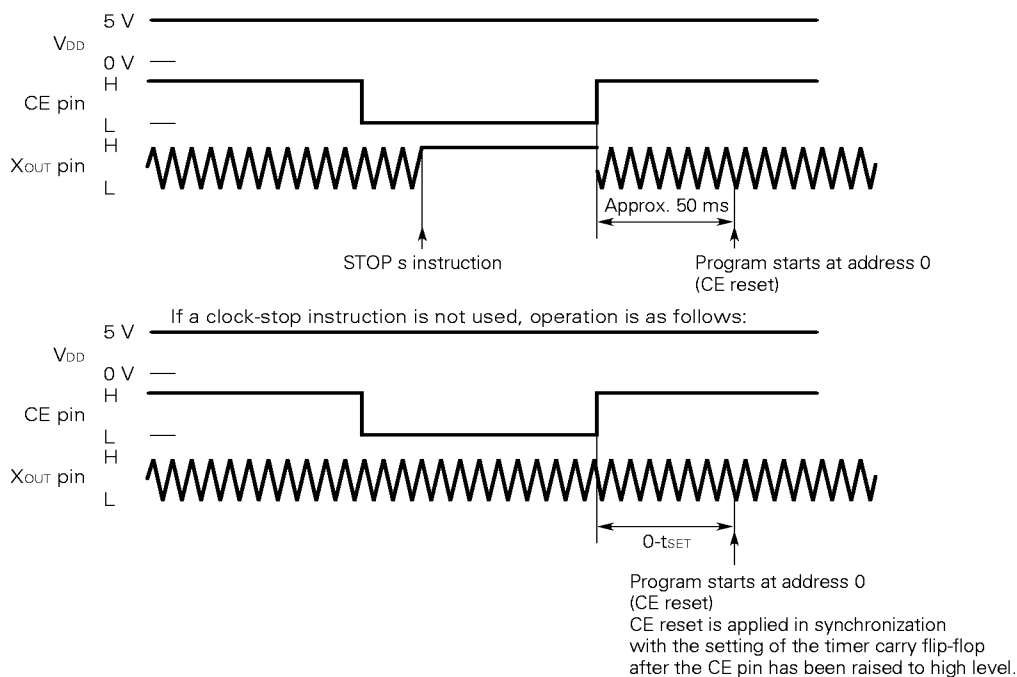 5 V
VDD
0 V
H
CE pin
L
H
XOUT pin
L
Approx. 50 ms
STOP s instruction
Program starts at address 0
(CE reset)
If a clock-stop instruction is not used, operation is as follows:
5 V
VDD
0 V
H
CE pin
L
H
XOUT pin
L
0-tSET
Program starts at address 0
(CE reset)
CE reset is applied in synchronization
with the setting of the timer carry flip-flop
after the CE pin has been raised to high level.